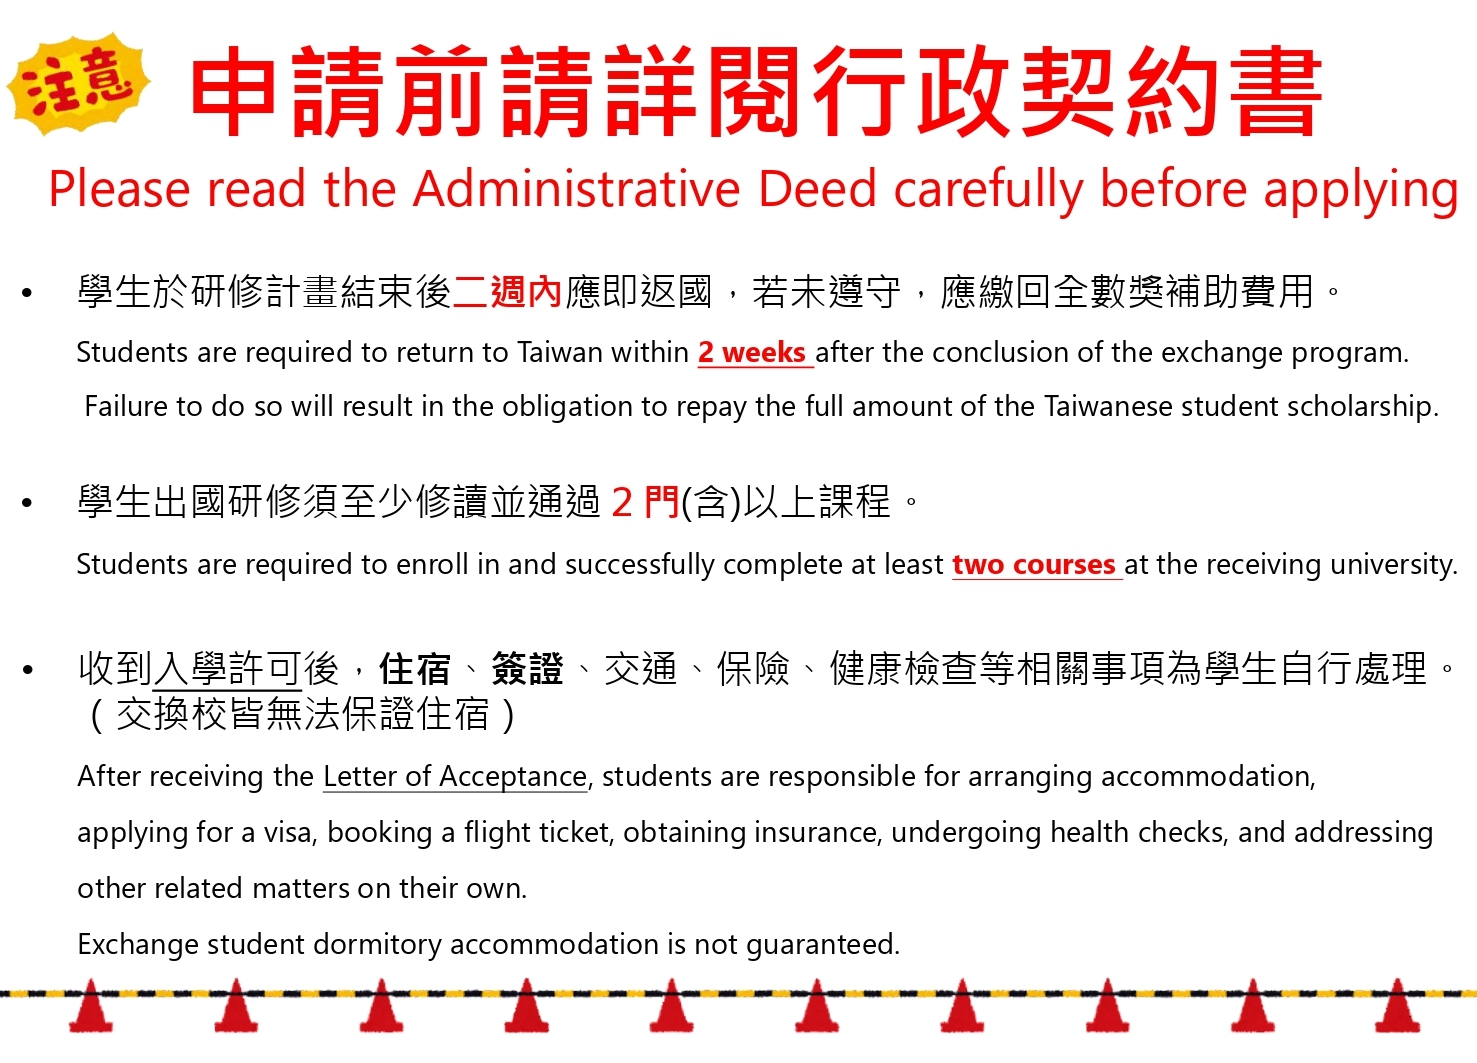 注意
申請前請詳閱行政契約書
Please read the Administrative Deed carefully before applying
• 學生於研修計畫結束後二週內應即返國，若未遵守，應繳回全數獎補助費用。
Students are required to return to Taiwan within 2 weeks after the conclusion of the exchange program.
Failure to do so will result in the obligation to repay the full amount of the Taiwanese student scholarship.
• 學生出國研修須至少修讀並通過 2 門(含)以上課程。
Students are required to enroll in and successfully complete at least two courses at the receiving university.
• 收到入學許可後，住宿、簽證、交通、保險、健康檢查等相關事項為學生自行處理。
（交換校皆無法保證住宿）
After receiving the Letter of Acceptance, students are responsible for arranging accommodation,
applying for a visa, booking a flight ticket, obtaining insurance, undergoing health checks, and addressing
other related matters on their own.
Exchange student dormitory accommodation is not guaranteed.